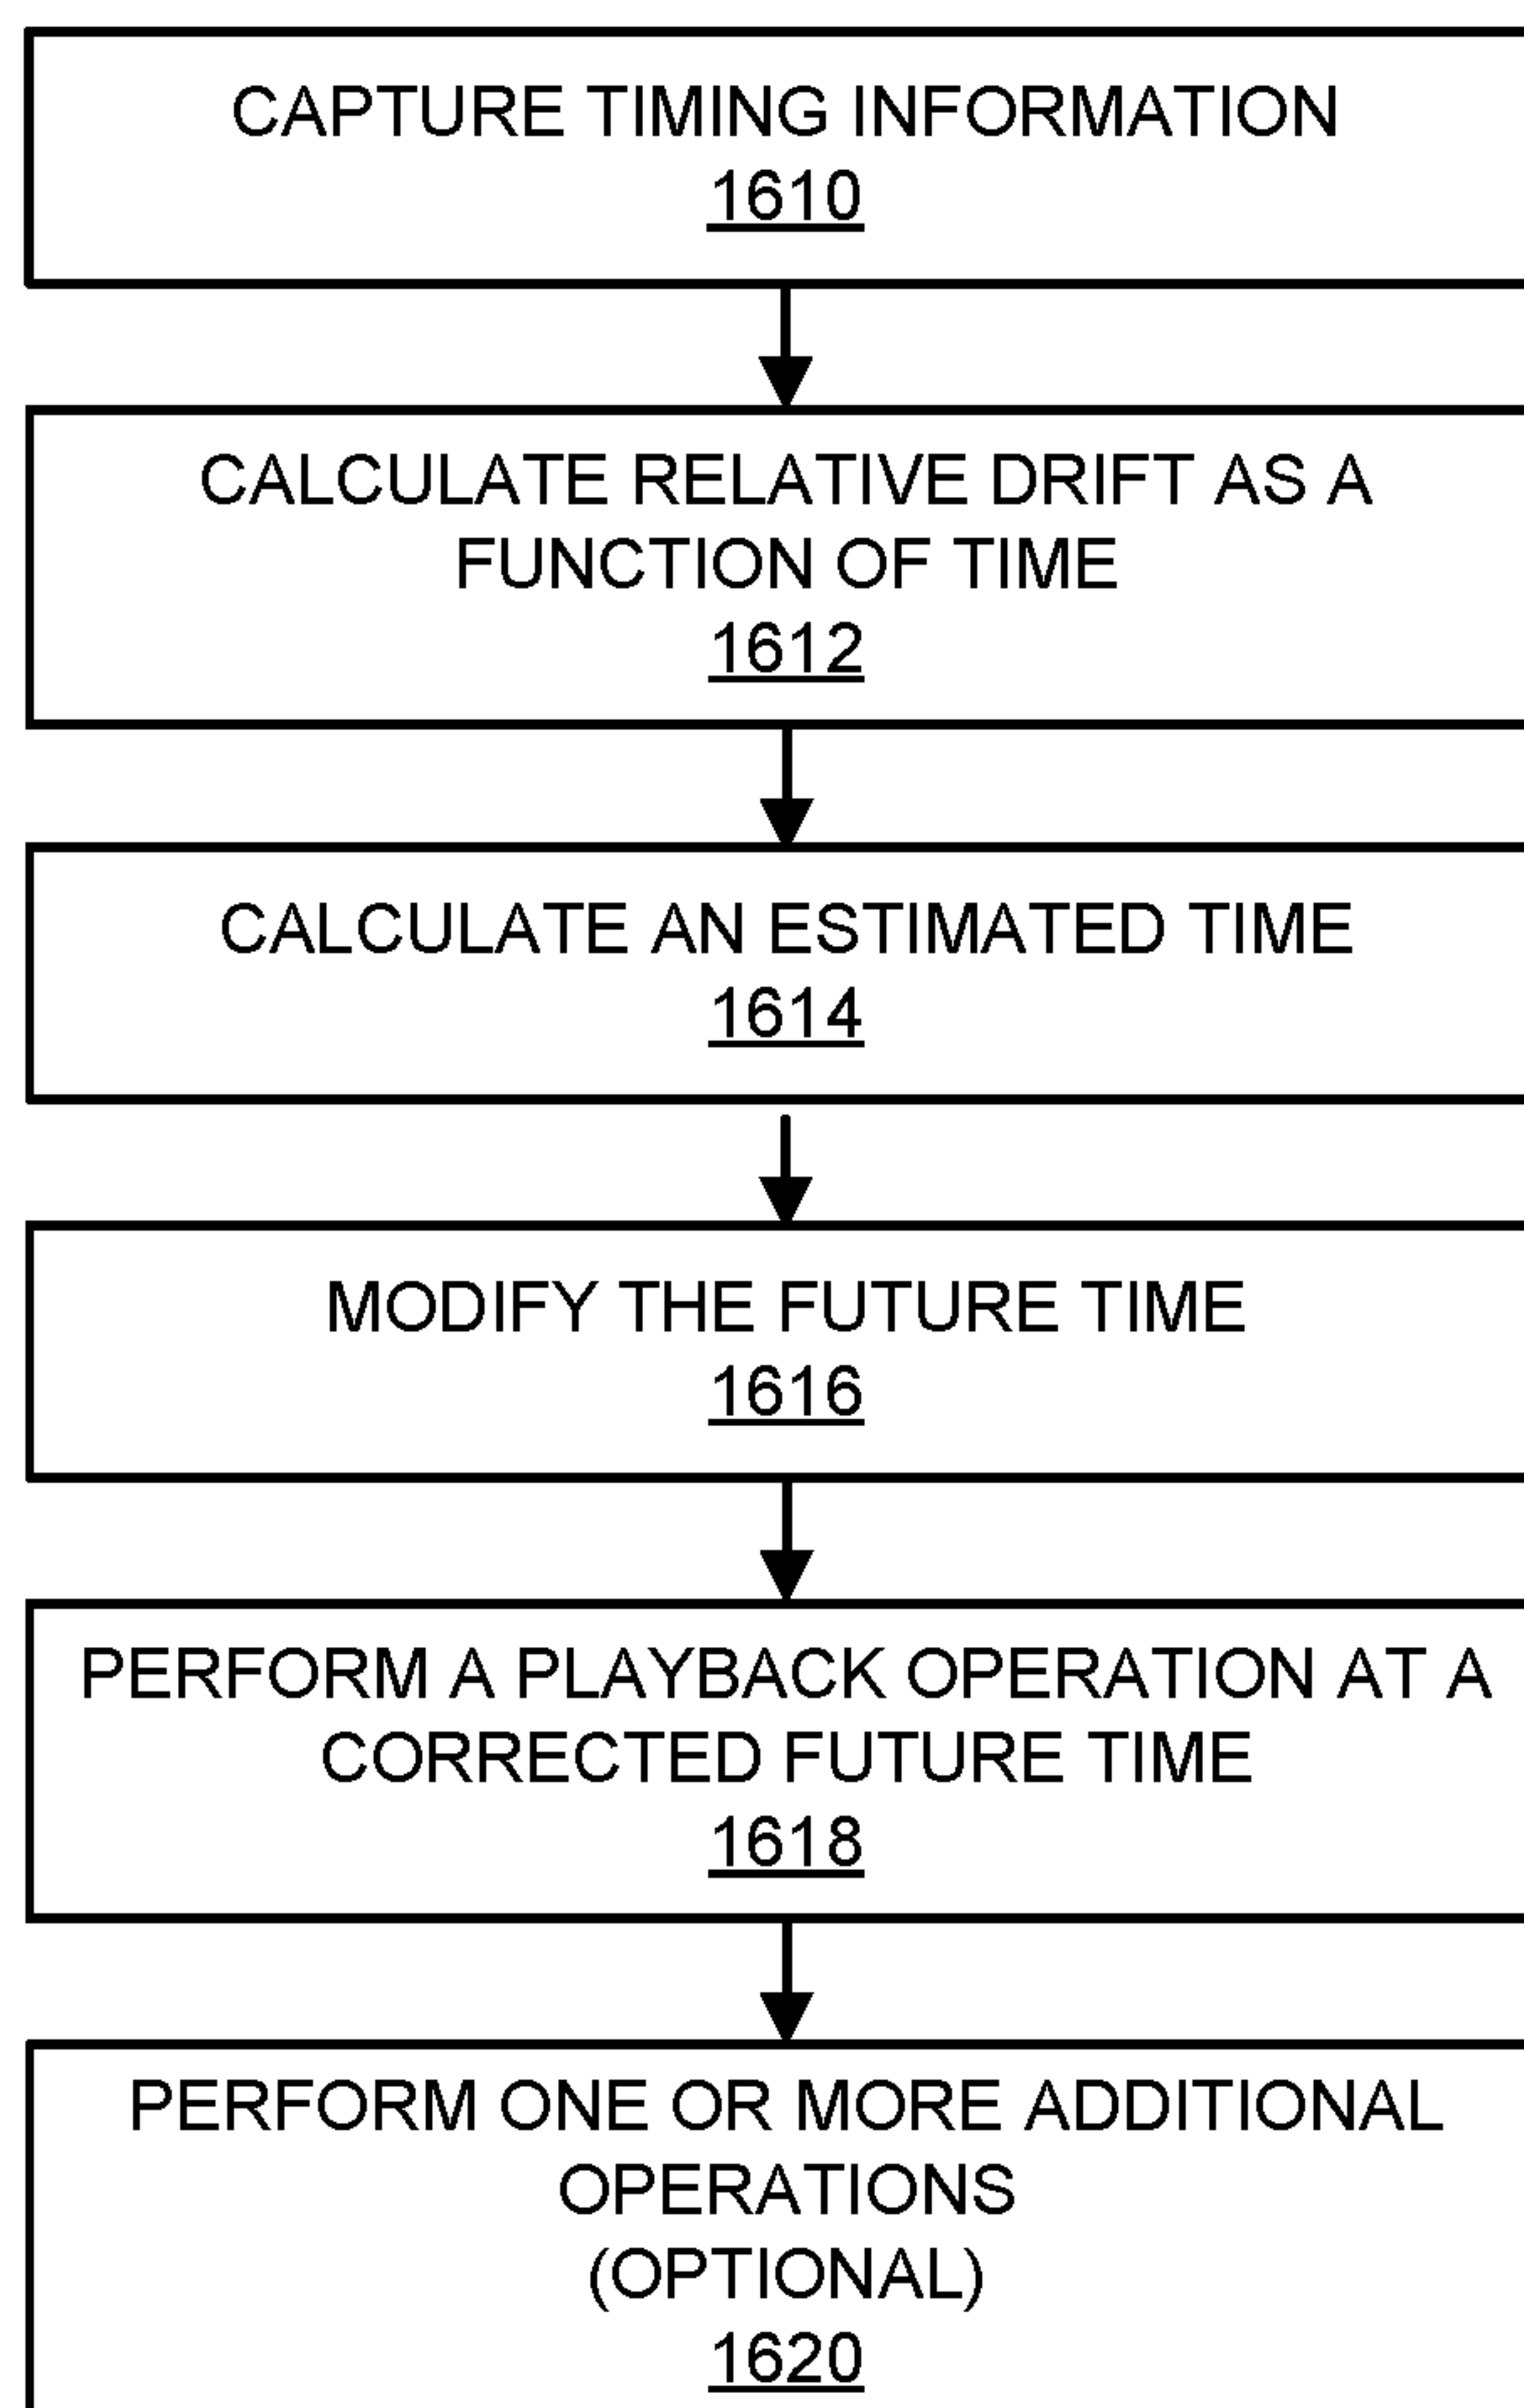 CAPTURE TIMING INFORMATION
1610
CALCULATE RELATIVE DRIFT AS A
FUNCTION OF TIME
1612
CALCULATE AN ESTIMATED TIME
1614
MODIFY THE FUTURE TIME
1616
PERFORM A PLAYBACK OPERATION AT A
CORRECTED FUTURE TIME
1618
PERFORM ONE OR MORE ADDITIONAL
OPERATIONS
(OPTIONAL)
1620